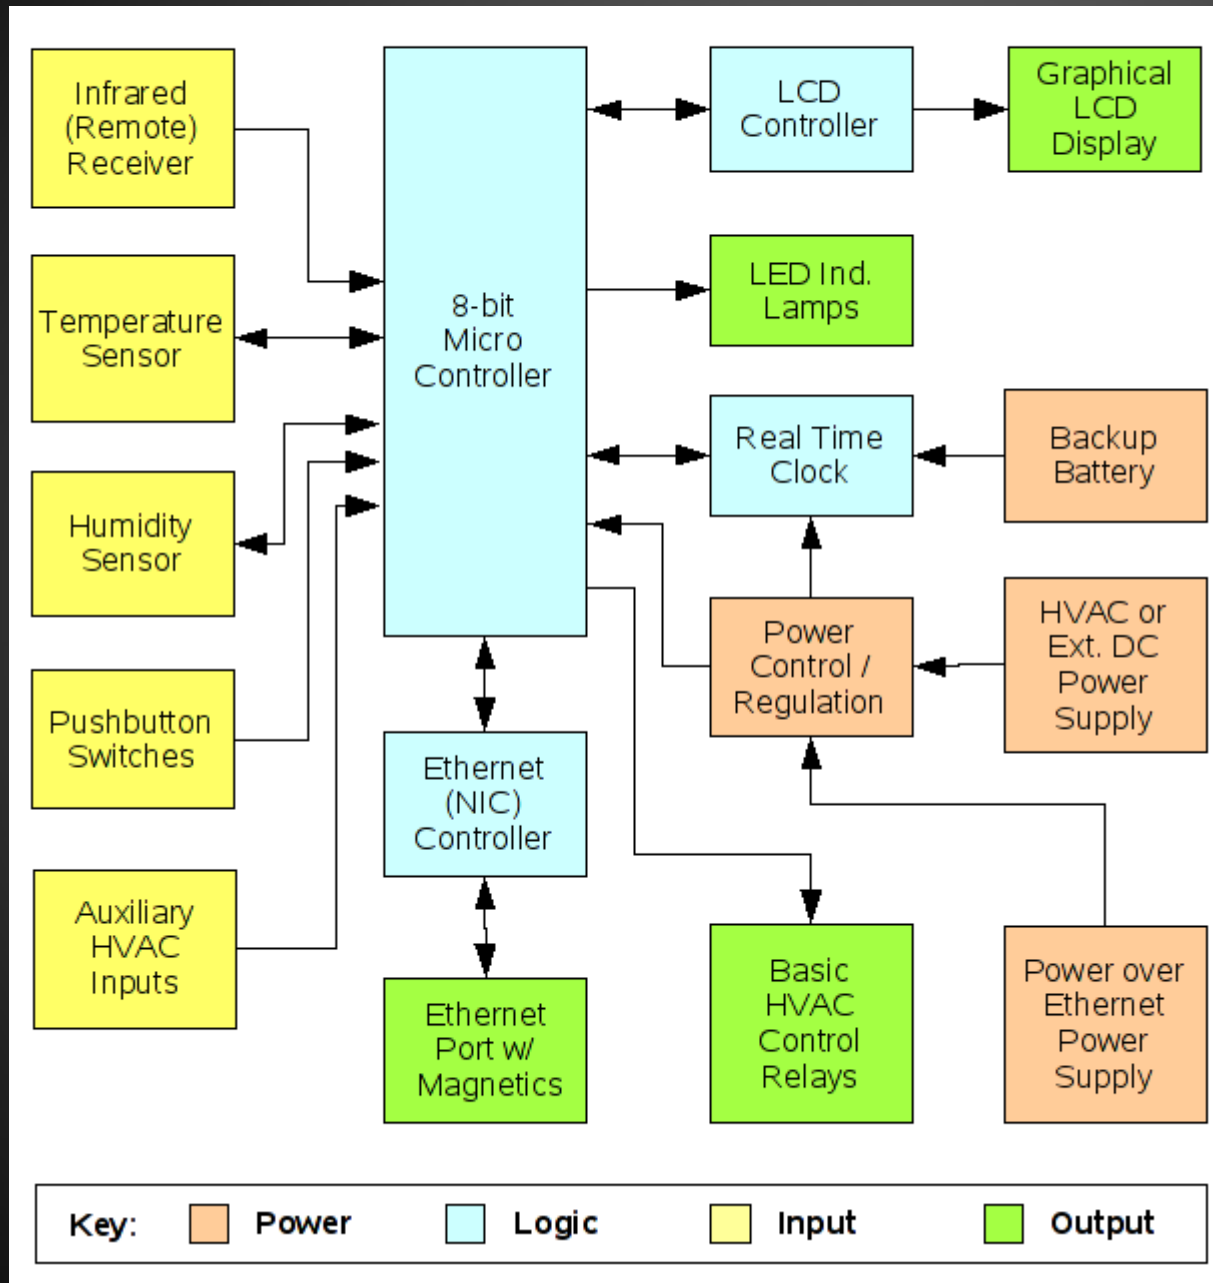 Infrared
(Remote)
Receiver
Temperature
Sensor
Humidity
Sensor
Pushbutton
Switches
Auxiliary
HVAC
Inputs
8-bit
Micro
Controller
Ethernet
(NIC)
Controller
Ethernet
Port w/
Magnetics
LCD
Controller
Graphical
LCD
Display
LED Ind.
Lamps
Real Time
Clock
Backup
Battery
Power
Control /
Regulation
HVAC or
Ext. DC
Power
Supply
Basic
HVAC
Control
Relays
Power over
Ethernet
Power
Supply
Key: Power Logic Input Output